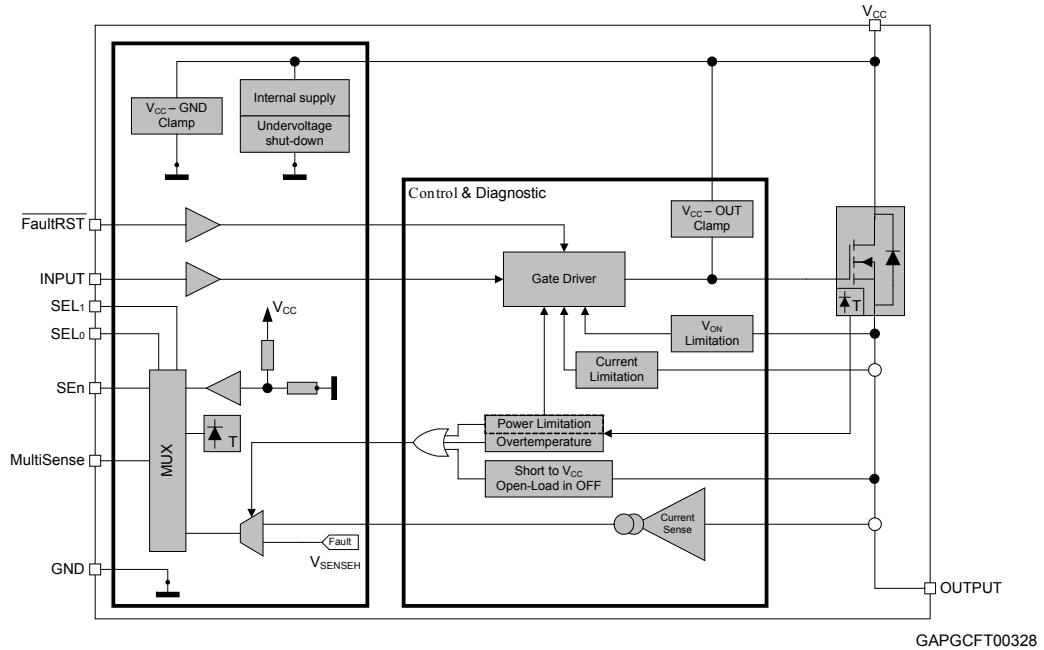 VCC
VCC – GND
Clamp
Internal supply
Undervoltage
shut-down
Control & Diagnostic
VCC – OUT
Clamp
FaultRST
INPUT
SEL1
SEL0
SEn
MultiSense
GND
VCC
Gate Driver
VON
Limitation
Current
Limitation
T
T
MUX
Power Limitation
Overtemperature
Short to VCC
Open-Load in OFF
Current
Sense
Fault
VSENSEH
OUTPUT
GAPGCFT00328